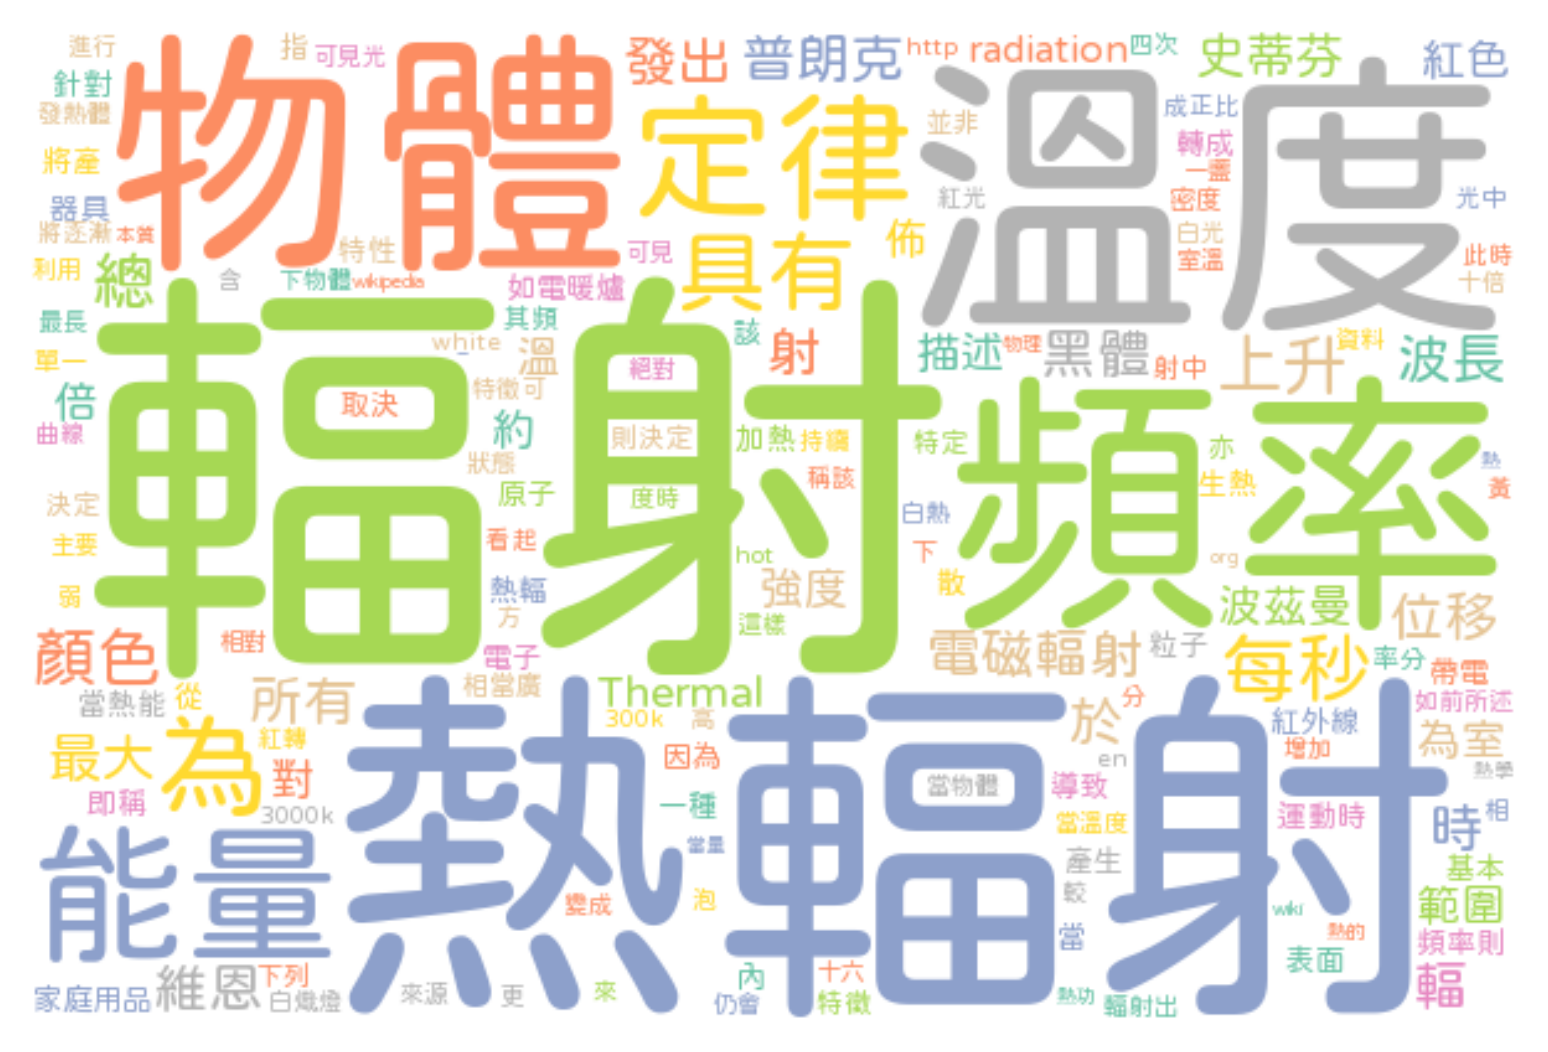 進行
指
可見光
物體
發出
普朗克
http
radiation
四次
史蒂芬
紅色
針對
發熱體
定律
溫度
並非
成正比
轉成
一盞
將產
器具
紅光
密度
光中
將逐漸
本質
特性
可見
具有
佈
白光
室溫
此時
利用
總
含
下物體
wikipedia
如電暖爐
十倍
最長
輻射
其頻
該
射
描述
物理
黑體
射中
上升
資料
波長
單一
white
溫
絕對
倍
取決
特徵可
曲線
約
則決定
加熱
持續
特定
頻率
亦
狀態
稱該
生熱
熱
黃
決定
原子
度時
白熱
主要
看起
hot
下
org
弱
熱輻
強度
散
波茲曼
位移
方
這樣
顏色
相對
電子
電磁輻射
粒子
每秒
率分
帶電
當熱能
從
所有
相當廣
Thermal
分
如前所述
300k
高
於
紅外線
為室
最大
為
紅轉
熱輻射
因為
en
增加
熱學
即稱
對
3000k
一種
當物體
導致
當溫度
運動時
時
相
能量
當量
產生
基本
變成
泡
較
wiki
範圍
當
熱的
頻率則
表面
維恩
下列
內
十六
輻
家庭用品
白熾燈
來源
更
來
仍會
特徵
熱功
輻射出